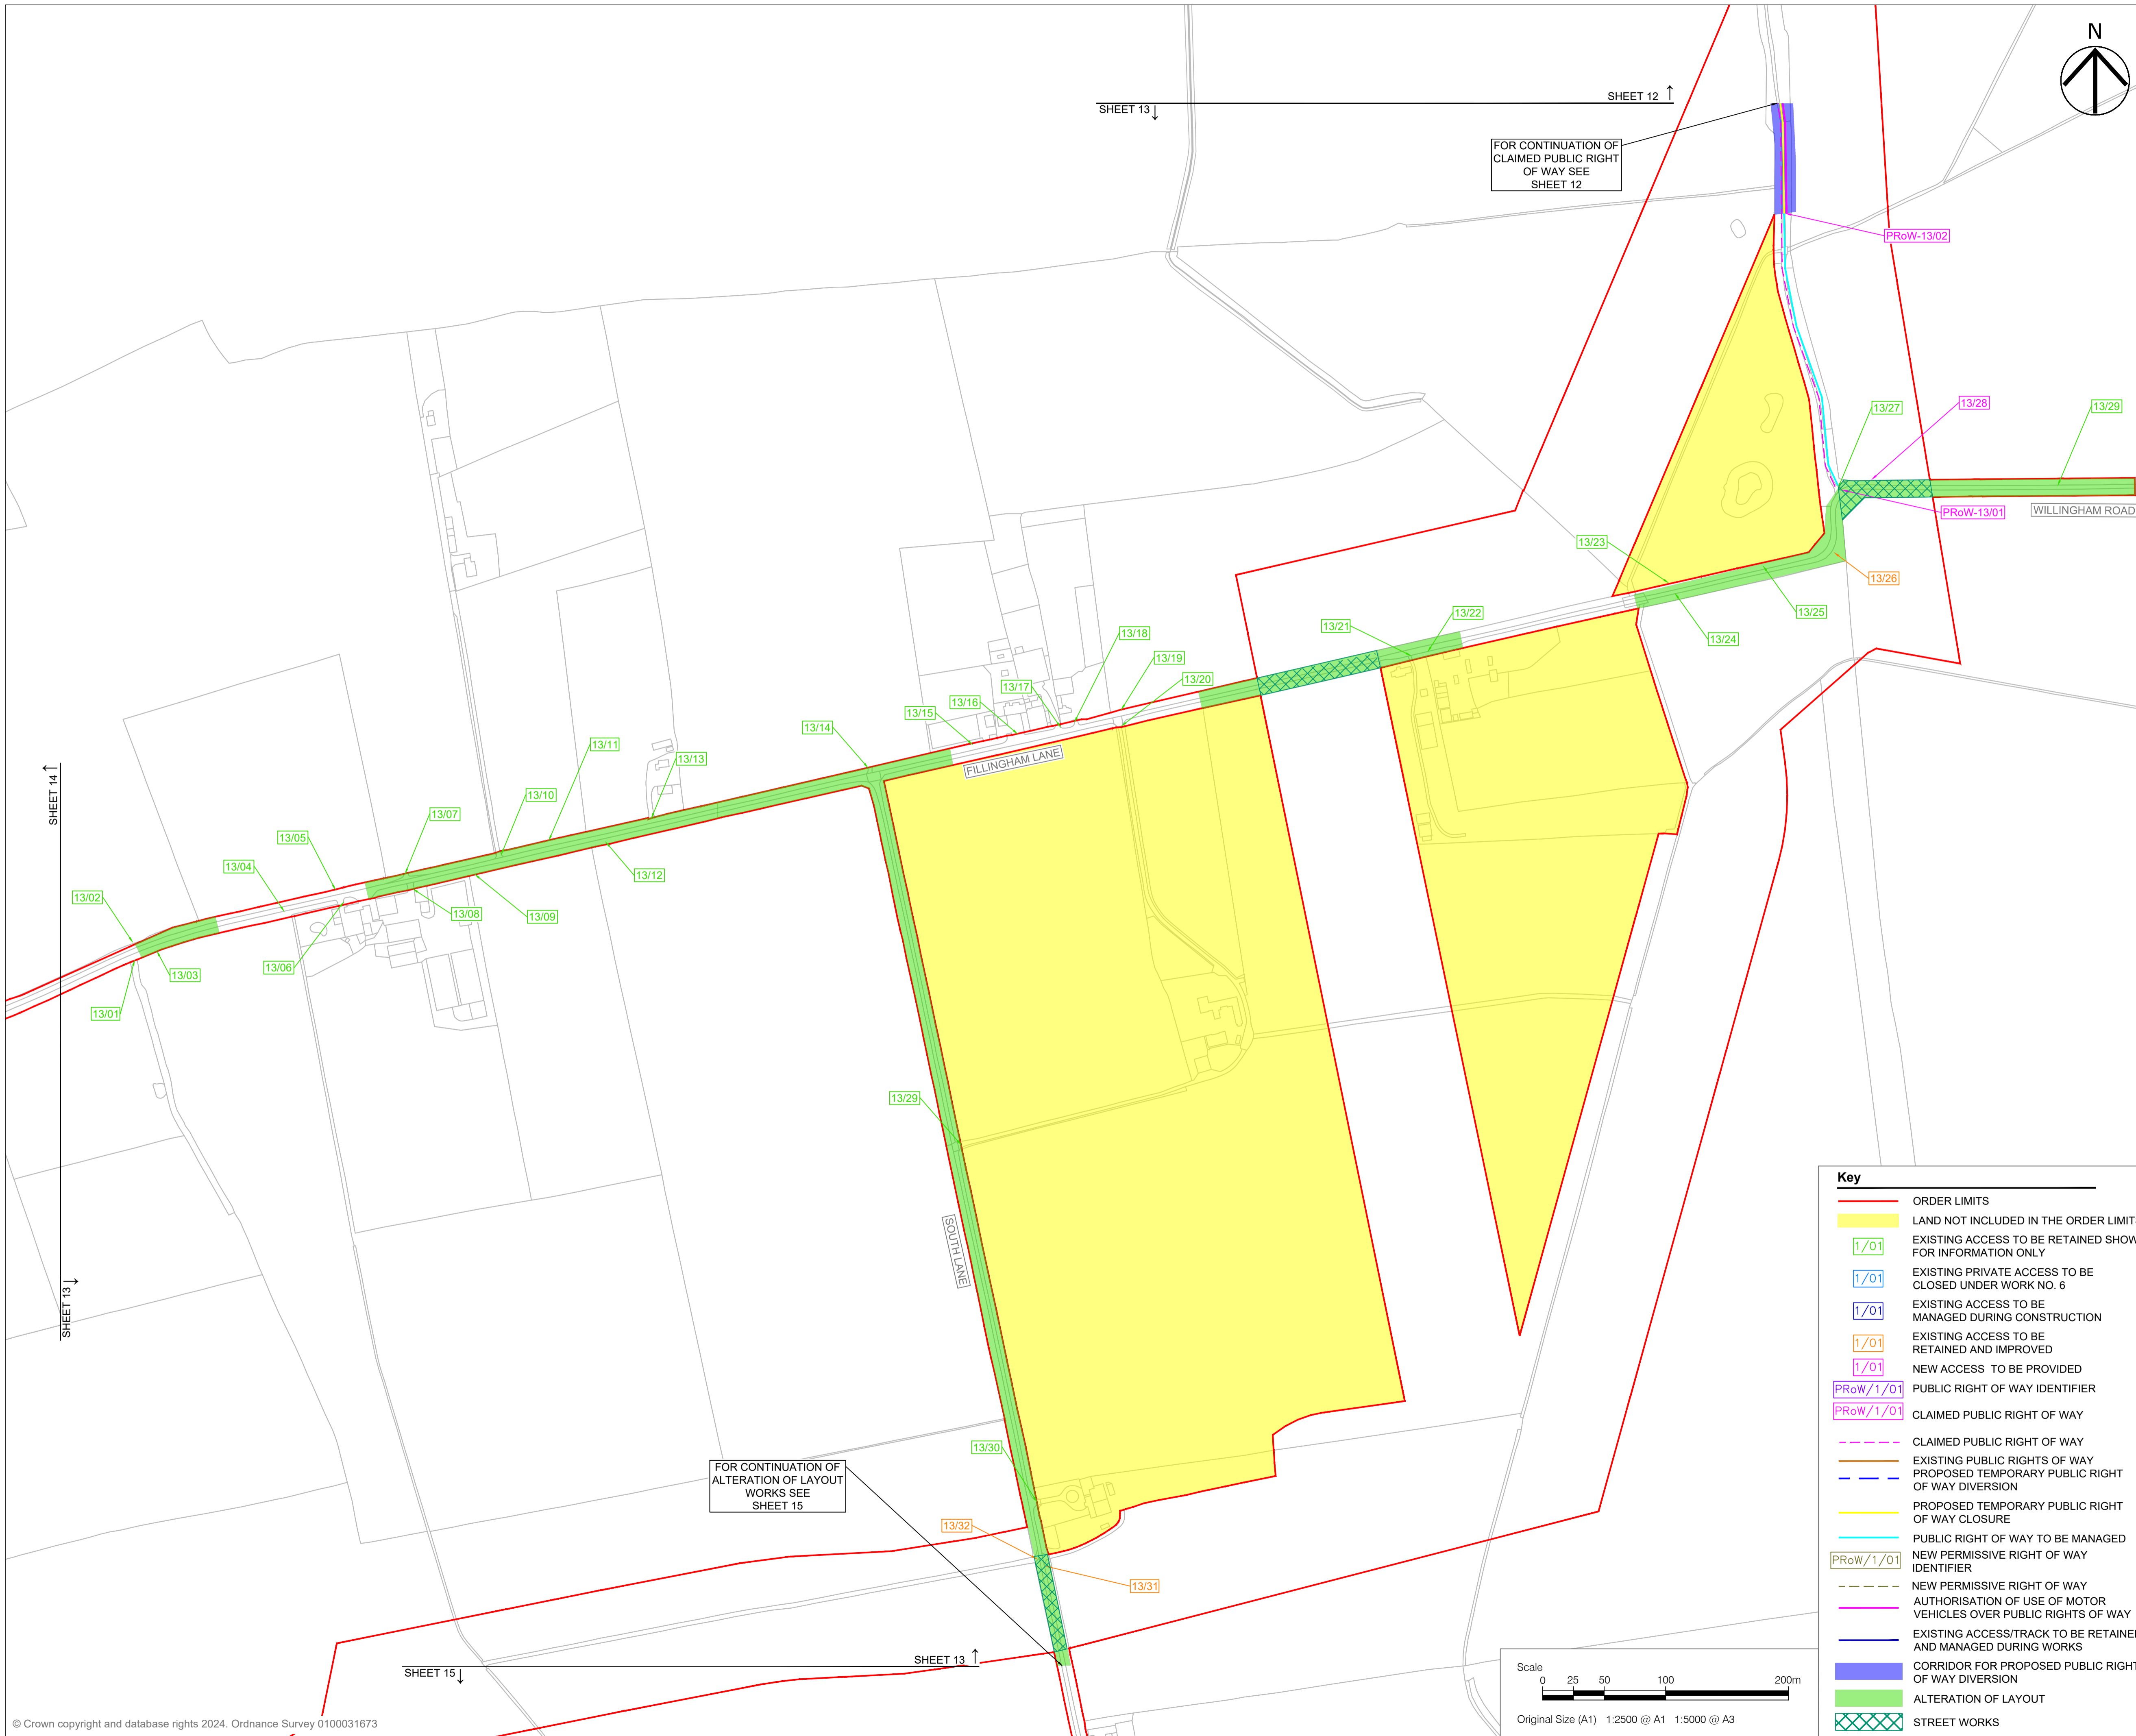 N
SHEET 12 ↑
SHEET 13 ↓
FOR CONTINUATION OF
CLAIMED PUBLIC RIGHT
OF WAY SEE
SHEET 12
PRoW-13/02
13/27
13/28
13/29
PRoW-13/01
WILLINGHAM ROAD
13/23
13/26
13/25
13/24
13/22
13/21
13/18
13/19
13/20
13/17
13/16
13/15
13/14
FILLINGHAM LANE
13/11
13/13
13/10
13/07
13/05
13/04
13/12
13/02
13/08
13/09
13/06
13/03
13/01
SHEET 14 ↑
SHEET 13 ↓
13/29
SOUTH LANE
13/30
FOR CONTINUATION OF
ALTERATION OF LAYOUT
WORKS SEE
SHEET 15
13/32
13/31
SHEET 13 ↑
SHEET 15 ↓
Key
ORDER LIMITS
LAND NOT INCLUDED IN THE ORDER
1/01 EXISTING ACCESS TO BE RETAINED
FOR INFORMATION ONLY
1/01 EXISTING PRIVATE ACCESS TO BE
CLOSED UNDER WORK NO. 6
1/01 EXISTING ACCESS TO BE
MANAGED DURING CONSTRUCTION
1/01 EXISTING ACCESS TO BE
RETAINED AND IMPROVED
1/01 NEW ACCESS TO BE PROVIDED
PRoW/1/01 PUBLIC RIGHT OF WAY IDENTIFIER
PRoW/1/01 CLAIMED PUBLIC RIGHT OF WAY
CLAIMED PUBLIC RIGHT OF WAY
EXISTING PUBLIC RIGHTS OF WAY
PROPOSED TEMPORARY PUBLIC RIGHT
OF WAY DIVERSION
PROPOSED TEMPORARY PUBLIC RIGHT
OF WAY CLOSURE
PUBLIC RIGHT OF WAY TO BE MANAGED
PRoW/1/01 NEW PERMISSIVE RIGHT OF WAY
IDENTIFIER
NEW PERMISSIVE RIGHT OF WAY
AUTHORISATION OF USE OF MOTOR
VEHICLES OVER PUBLIC RIGHTS OF WAY
EXISTING ACCESS/TRACK TO BE
AND MANAGED DURING WORKS
CORRIDOR FOR PROPOSED PUBLIC RIGHT
OF WAY DIVERSION
ALTERATION OF LAYOUT
STREET WORKS
Scale
0 25 50 100 200m
Original Size (A1) 1:2500 @ A1 1:5000 @ A3
© Crown copyright and database rights 2024. Ordnance Survey 0100031673